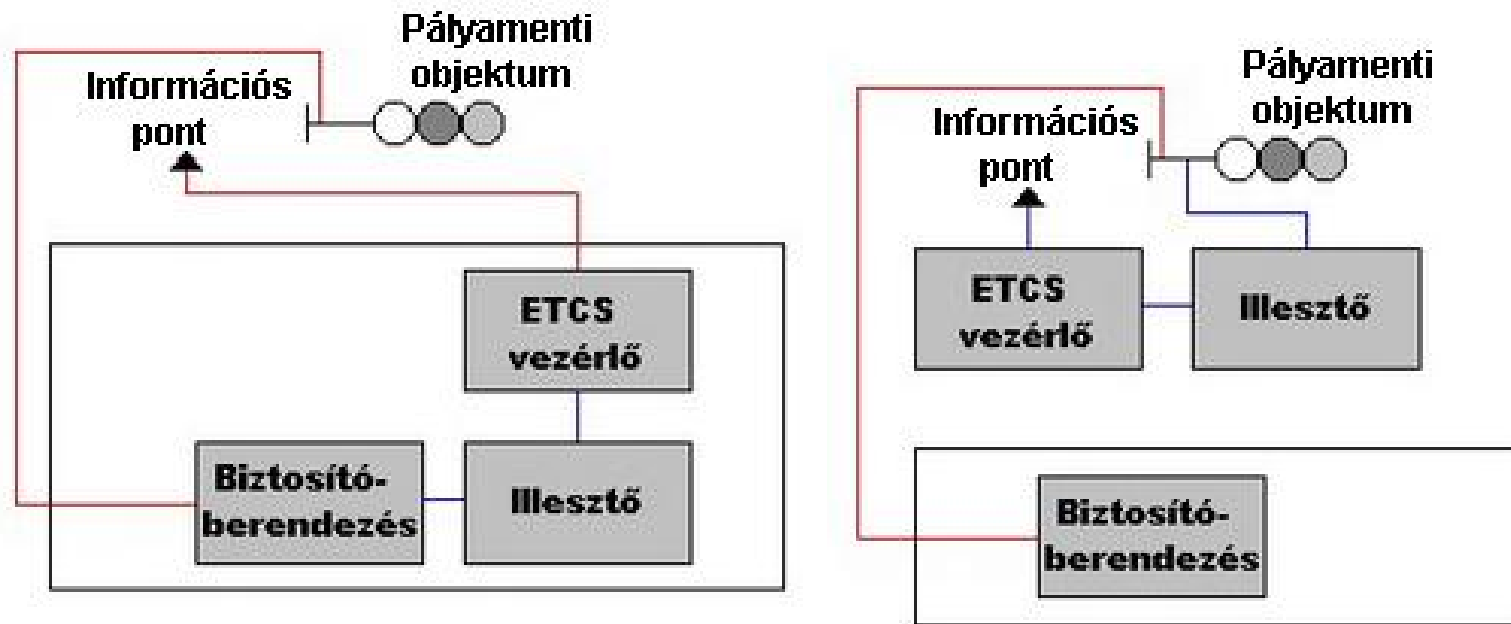 Pályamenti
objektum
Információs
pont
ETCS
vezérlő
Biztosító-
berendezés
Illesztő
Pályamenti
objektum
Információs
pont
ETCS
vezérlő
Illesztő
Biztosító-
berendezés